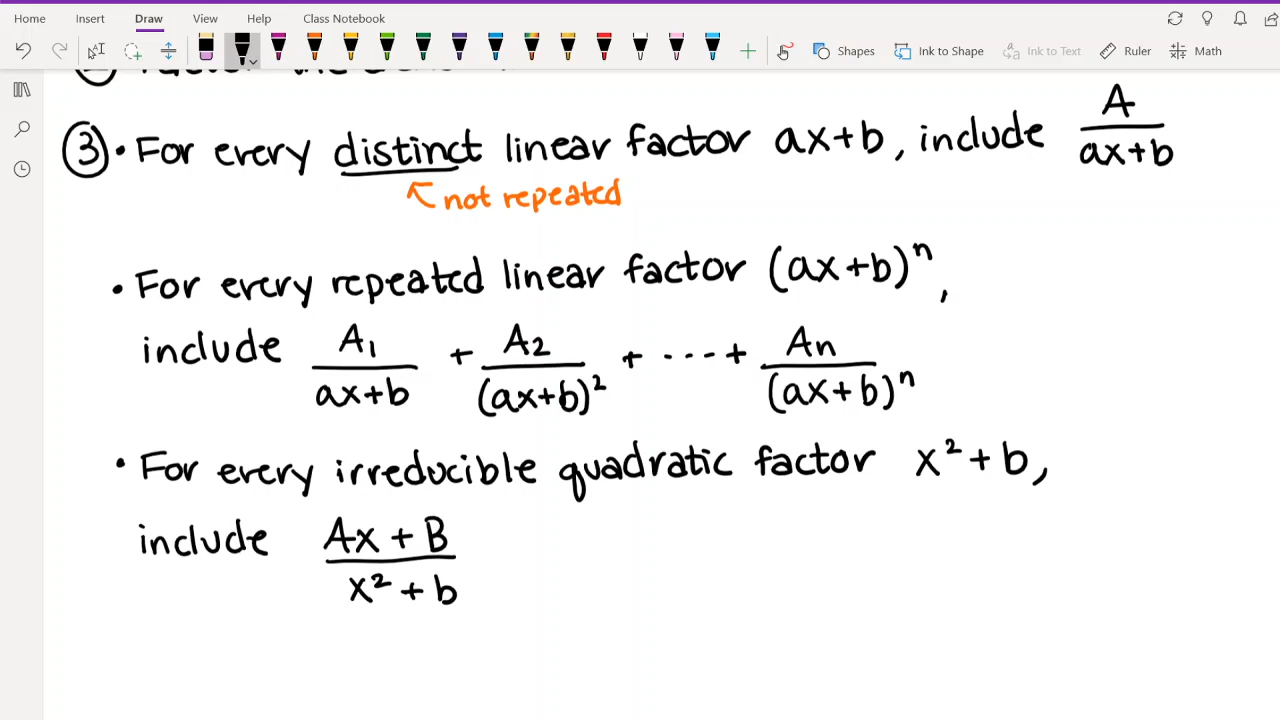 Home Insert Draw View Help Class Notebook
Shapes Ink to Shape Ink to Text Ruler Math
③ • For every distinct linear factor ax+b, include A/(ax+b)
not repeated
• For every repeated linear factor (ax+b)ⁿ,
include A₁/(ax+b) + A₂/(ax+b)² + ··· + Aₙ/(ax+b)ⁿ
• For every irreducible quadratic factor x²+b,
include (Ax+B)/(x²+b)